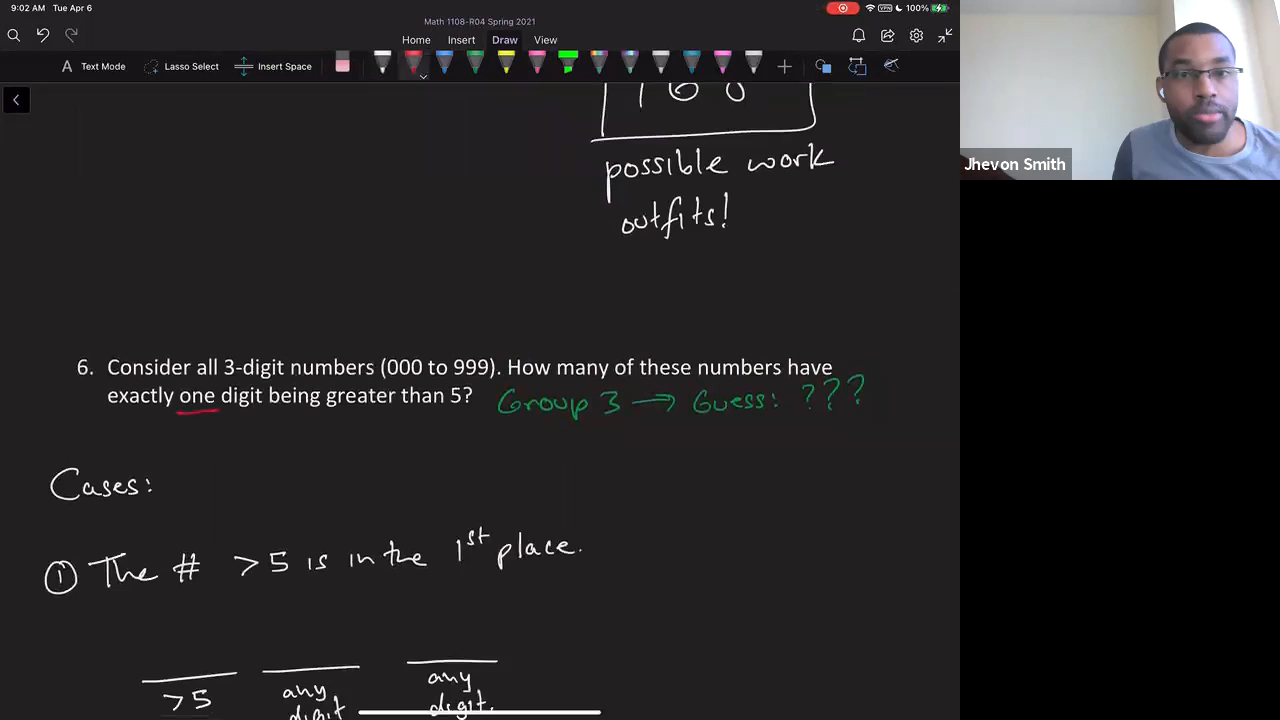 9:02 AM Tue Apr 6
VPN 100%
Math 1108-R04 Spring 2021
Home Insert Draw View
Text Mode Lasso Select Insert Space
possible work
outfits!
Jhevon Smith
6. Consider all 3-digit numbers (000 to 999). How many of these numbers have
exactly one digit being greater than 5? Group 3 → Guess: ???
Cases:
① The # >5 is in the 1st place.
>5 any digit any digit.